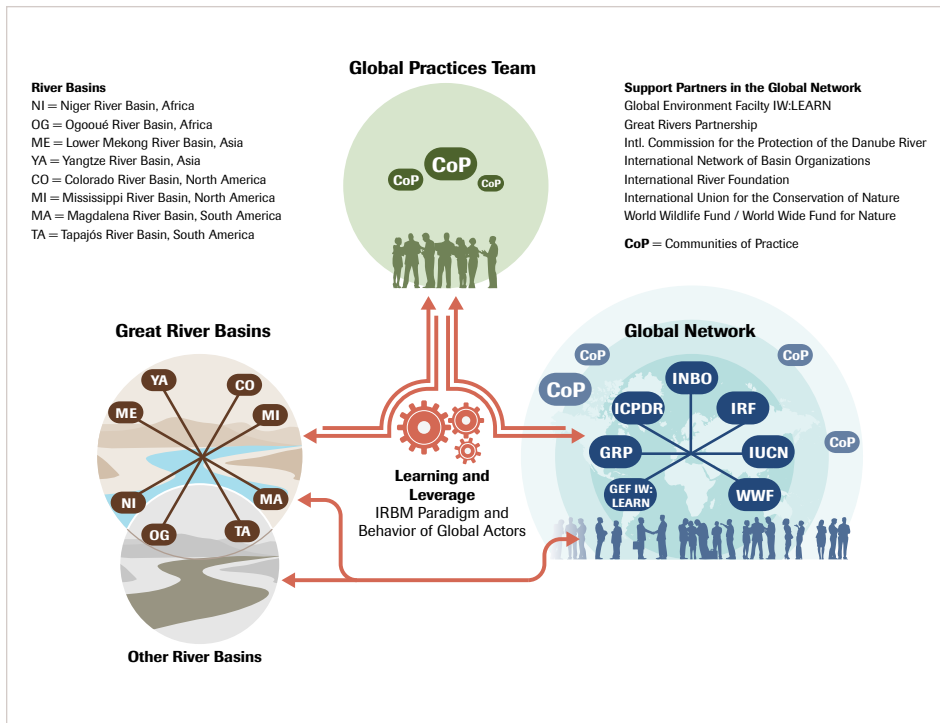 Global Practices Team
River Basins
NI = Niger River Basin, Africa
OG = Ogooué River Basin, Africa
ME = Lower Mekong River Basin, Asia
YA = Yangtze River Basin, Asia
CO = Colorado River Basin, North America
MI = Mississippi River Basin, North America
MA = Magdalena River Basin, South America
TA = Tapajós River Basin, South America
Support Partners in the Global Network
Global Environment Facilty IW:LEARN
Great Rivers Partnership
Intl. Commission for the Protection of the Danube River
International Network of Basin Organizations
International River Foundation
International Union for the Conservation of Nature
World Wildlife Fund / World Wide Fund for Nature
CoP = Communities of Practice
CoP
CoP
CoP
Great River Basins
YA
CO
ME
MI
NI
MA
OG
TA
Other River Basins
Learning and
Leverage
IRBM Paradigm and
Behavior of Global Actors
Global Network
CoP
CoP
CoP
CoP
INBO
ICPDR
IRF
GRP
IUCN
GEF IW:
LEARN
WWF